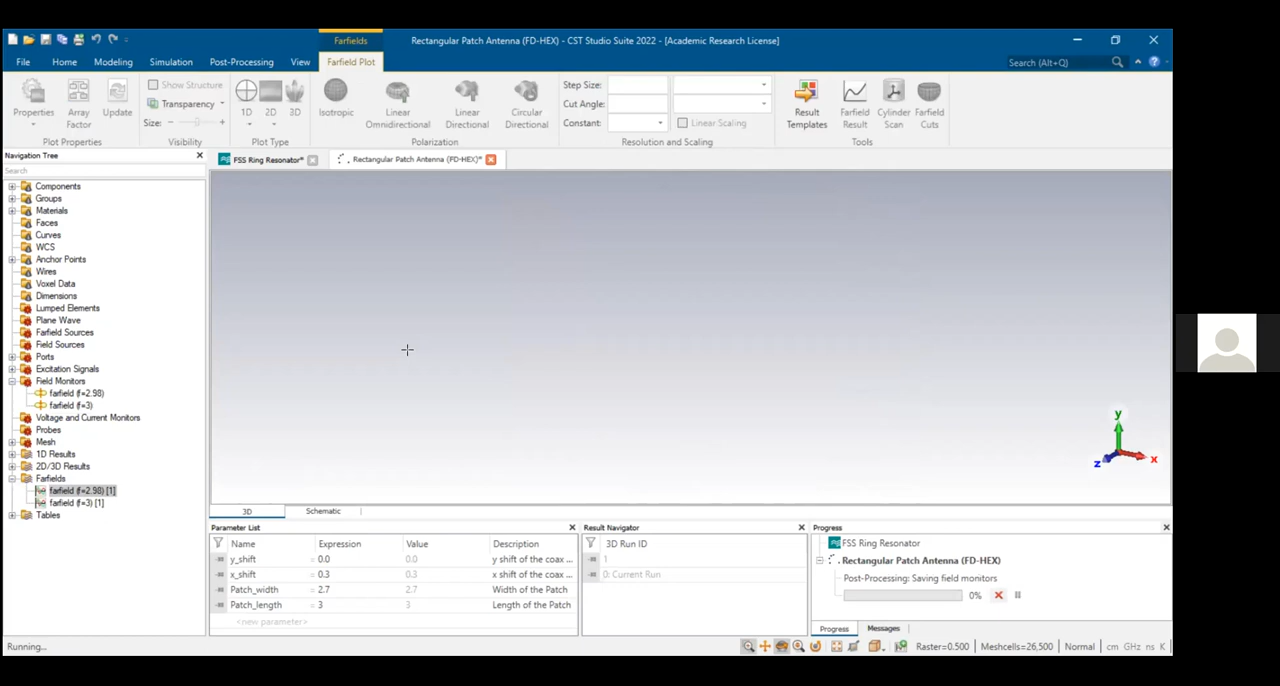 Farfields
Rectangular Patch Antenna (FD-HEX) - CST Studio Suite 2022 - [Academic Research License]
File Home Modeling Simulation Post-Processing View Farfield Plot
Search (Alt+Q)
Properties
Array Factor
Update
Show Structure
Transparency
Size:
1D 2D 3D
Isotropic
Linear Omnidirectional
Linear Directional
Circular Directional
Step Size:
Cut Angle:
Constant:
Linear Scaling
Result Templates
Farfield Result
Cylinder Scan
Farfield Cuts
Plot Properties Visibility Plot Type Polarization Resolution and Scaling Tools
Navigation Tree
Search
FSS Ring Resonator*
Rectangular Patch Antenna (FD-HEX)*
Components
Groups
Materials
Faces
Curves
WCS
Anchor Points
Wires
Voxel Data
Dimensions
Lumped Elements
Plane Wave
Farfield Sources
Field Sources
Ports
Excitation Signals
Field Monitors
farfield (f=2.98)
farfield (f=3)
Voltage and Current Monitors
Probes
Mesh
1D Results
2D/3D Results
Farfields
farfield (f=2.98) [1]
farfield (f=3) [1]
Tables
y
z
x
3D Schematic
Parameter List
Name Expression Value Description
y_shift = 0.0 0.0 y shift of the coax ...
x_shift = 0.3 0.3 x shift of the coax ...
Patch_width = 2.7 2.7 Width of the Patch
Patch_length = 3 3 Length of the Patch
<new parameter>
Result Navigator
3D Run ID
1
0: Current Run
Progress
FSS Ring Resonator
Rectangular Patch Antenna (FD-HEX)
Post-Processing: Saving field monitors
0%
Progress Messages
Running...
Raster=0.500 Meshcells=26,500 Normal cm GHz ns K